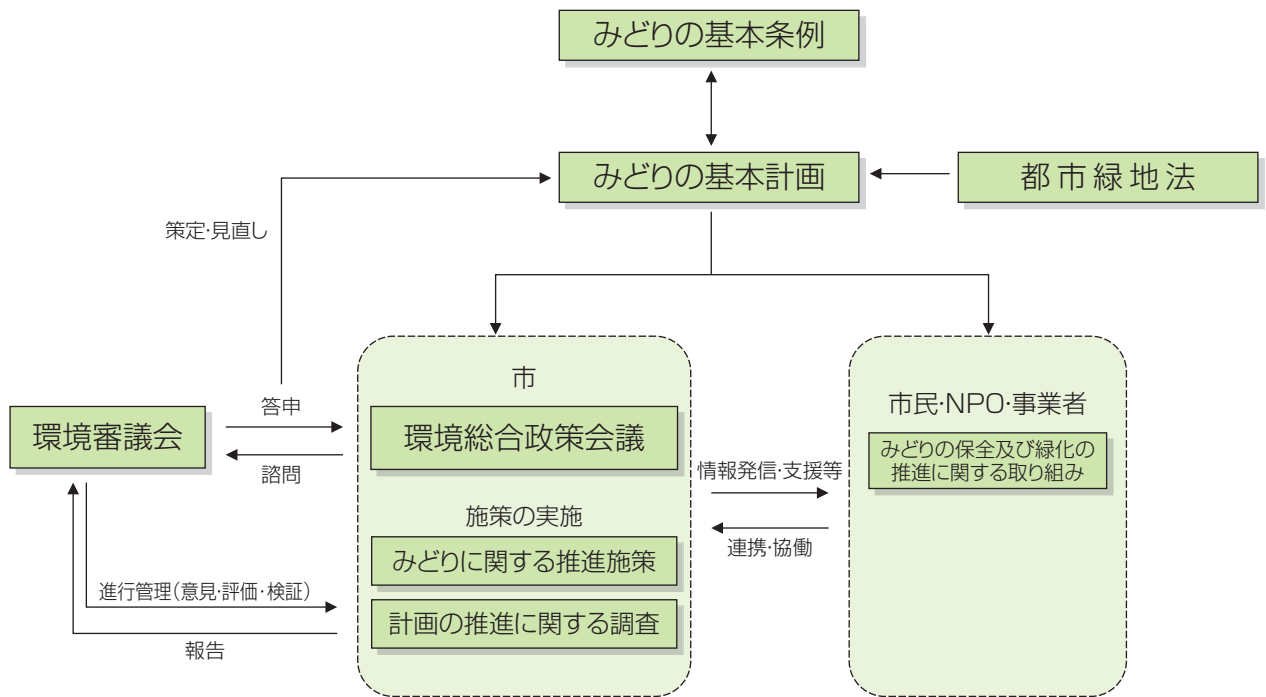 みどりの基本条例
みどりの基本計画
都市緑地法
策定・見直し
市
環境審議会
答申
諮問
環境総合政策会議
市民・NPO・事業者
みどりの保全及び緑化の
推進に関する取り組み
情報発信・支援等
連携・協働
施策の実施
みどりに関する推進施策
計画の推進に関する調査
進行管理(意見・評価・検証)
報告